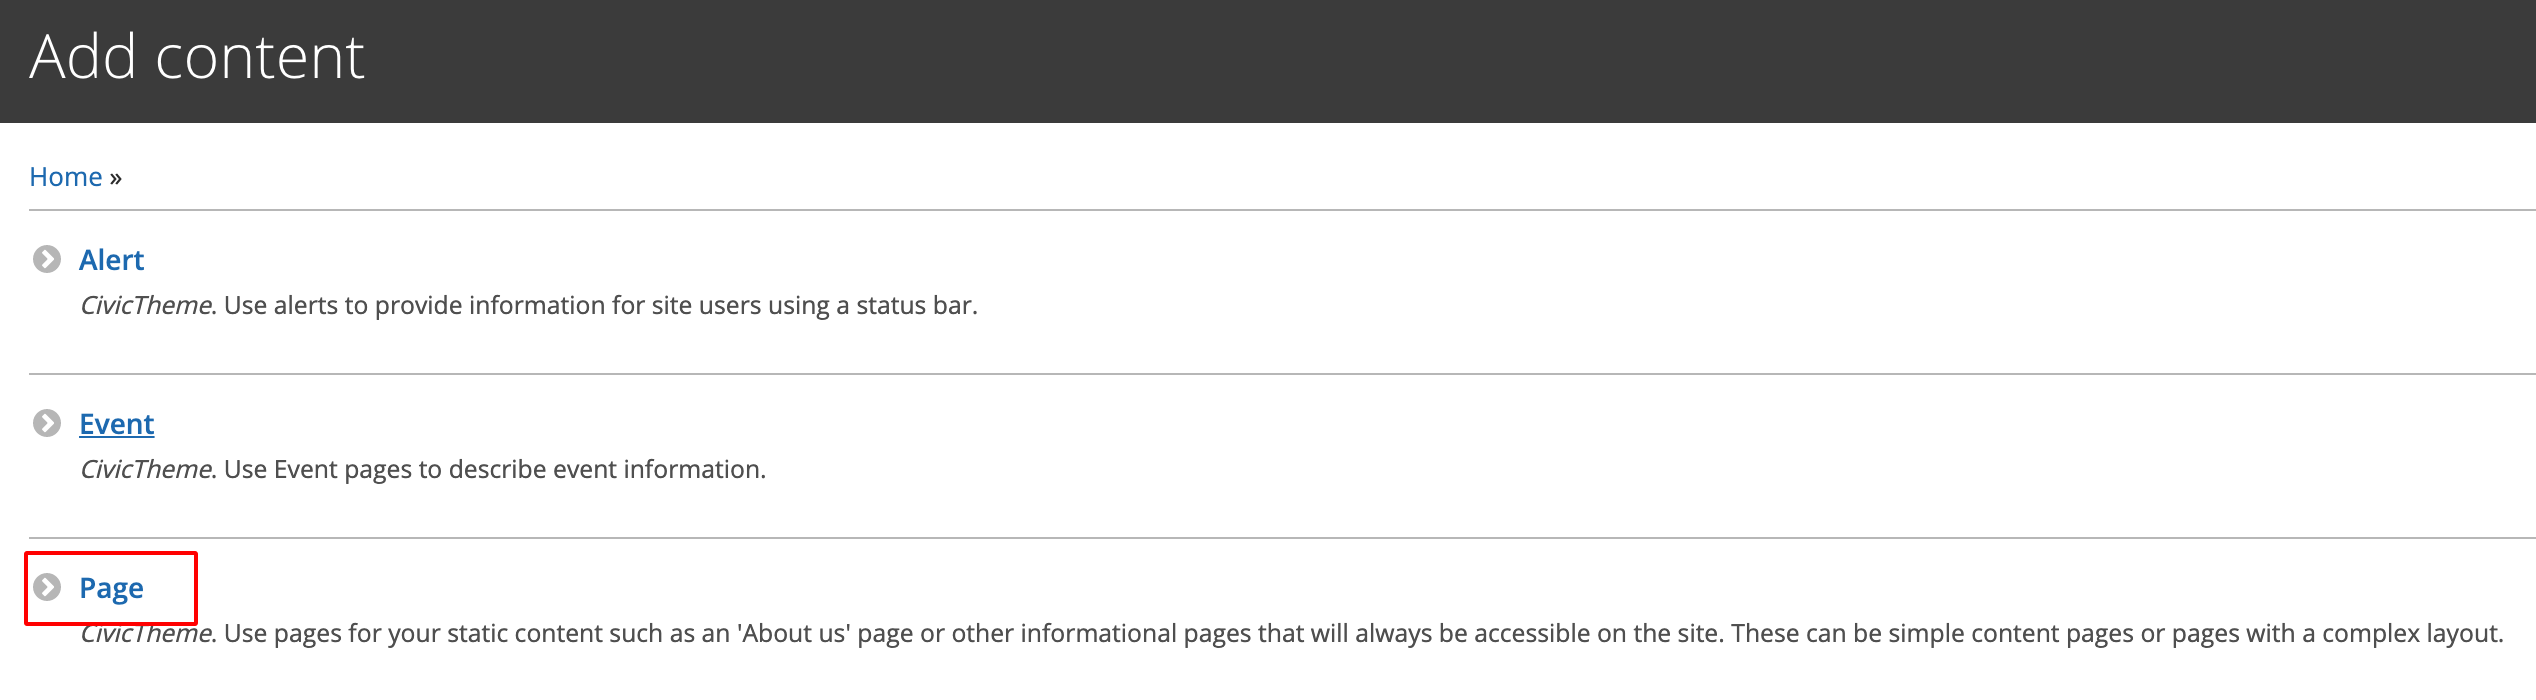 Add content
Home »
Alert
CivicTheme. Use alerts to provide information for site users using a status bar.
Event
CivicTheme. Use Event pages to describe event information.
Page
CivicTheme. Use pages for your static content such as an 'About us' page or other informational pages that will always be accessible on the site. These can be simple content pages or pages with a complex layout.